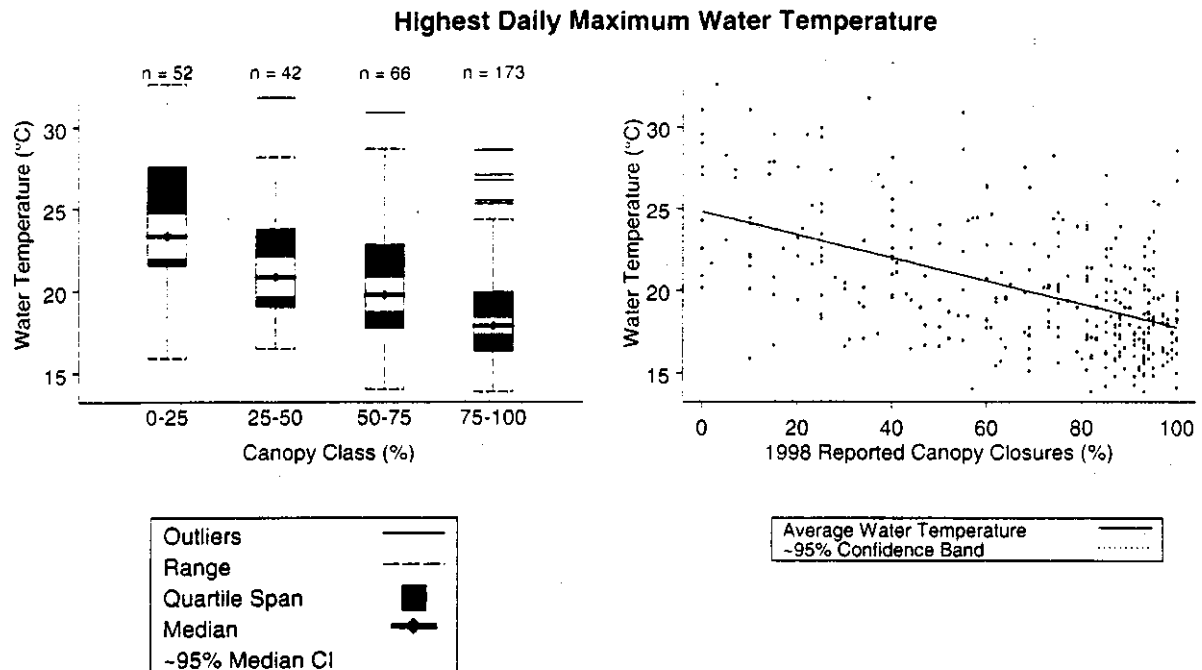 Highest Daily Maximum Water Temperature
n = 52 n = 42 n = 66 n = 173
Water Temperature (°C)
30
25
20
15
0-25 25-50 50-75 75-100
Canopy Class (%)
Outliers
Range
Quartile Span
Median
~95% Median CI
Water Temperature (°C)
30
25
20
15
0 20 40 60 80 100
1998 Reported Canopy Closures (%)
Average Water Temperature
~95% Confidence Band